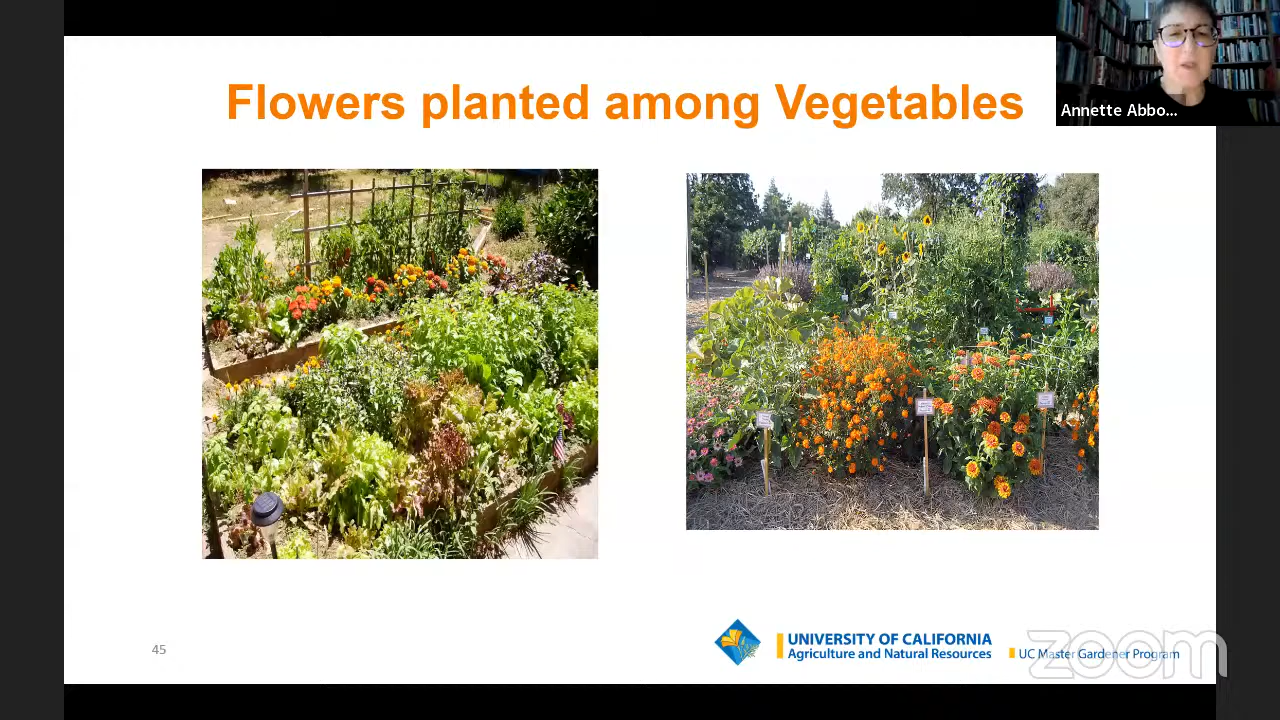 Flowers planted among Vegetables
Annette Abbo...
45
UNIVERSITY OF CALIFORNIA
Agriculture and Natural Resources
UC Master Gardener Program
zoom